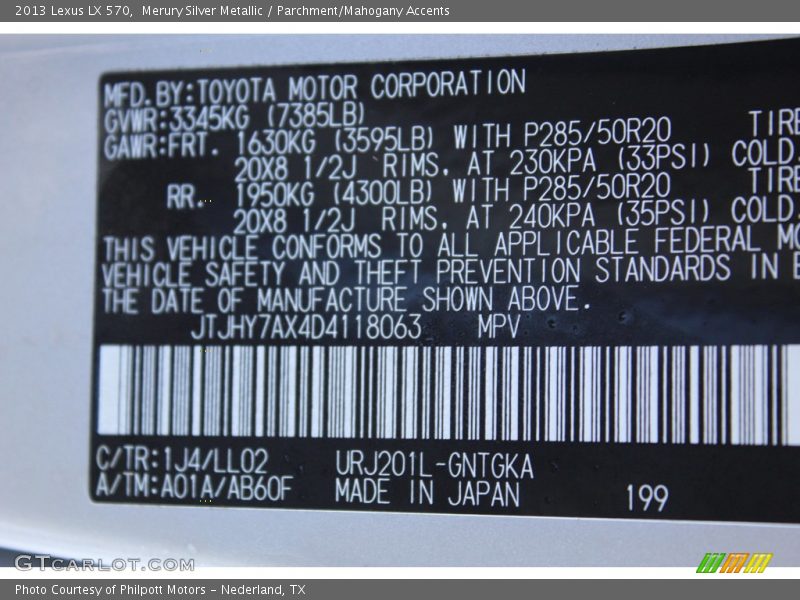 2013 Lexus LX 570, Merury Silver Metallic / Parchment/Mahogany Accents
MFD.BY:TOYOTA MOTOR CORPORATION
GVWR:3345KG (7385LB)
GAWR:FRT. 1630KG (3595LB) WITH P285/50R20 TIRE
20X8 1/2J RIMS, AT 230KPA (33PSI) COLD.
RR. 1950KG (4300LB) WITH P285/50R20 TIRE
20X8 1/2J RIMS, AT 240KPA (35PSI) COLD.
THIS VEHICLE CONFORMS TO ALL APPLICABLE FEDERAL MO
VEHICLE SAFETY AND THEFT PREVENTION STANDARDS IN E
THE DATE OF MANUFACTURE SHOWN ABOVE.
JTJHY7AX4D4118063 MPV
C/TR:1J4/LL02 URJ201L-GNTGKA
A/TM:A01A/AB60F MADE IN JAPAN 199
GTCARLOT.COM
Photo Courtesy of Philpott Motors - Nederland, TX